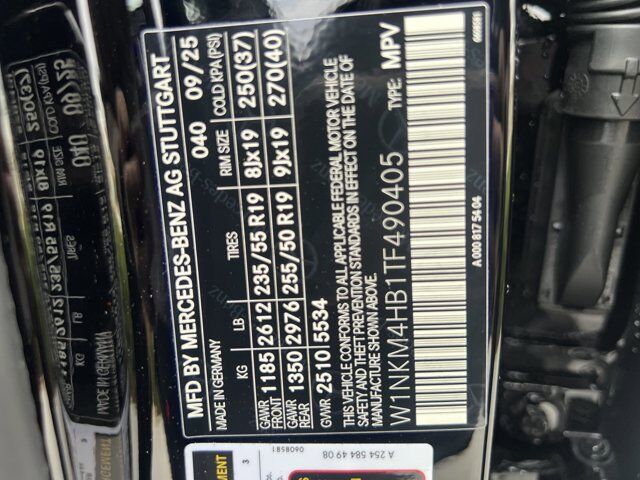 MFD BY MERCEDES-BENZ AG STUTTGART
MADE IN GERMANY 040 09/25
KG LB TIRES RIM SIZE COLD KPA(PSI)
GAWR FRONT 1185 2612 235/55 R19 8Jx19 250(37)
GAWR REAR 1350 2976 255/50 R19 9Jx19 270(40)
GVWR 2510 5534
THIS VEHICLE CONFORMS TO ALL APPLICABLE FEDERAL MOTOR VEHICLE
SAFETY AND THEFT PREVENTION STANDARDS IN EFFECT ON THE DATE OF
MANUFACTURE SHOWN ABOVE.
W1NKM4HB1TF490405 TYPE: MPV
A 000 817 54 04
0608581
A 254 584 49 08
3
0608581